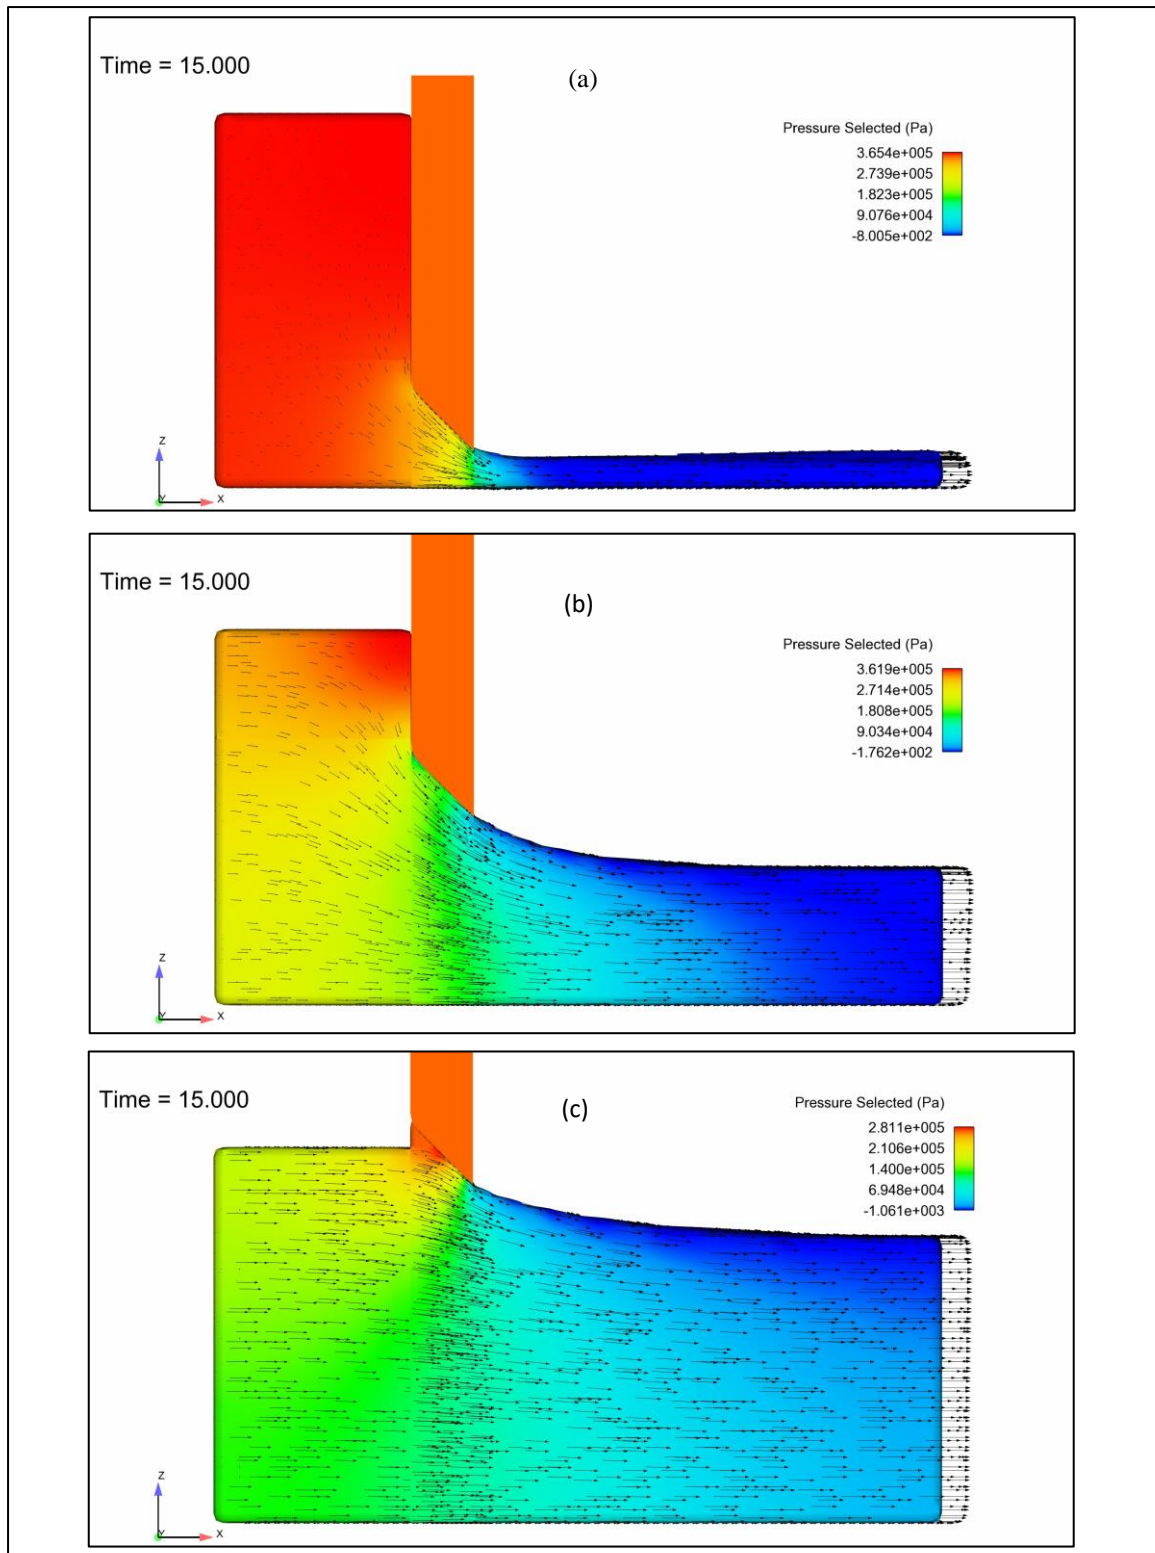 Time = 15.000
(a)
Pressure Selected (Pa)
3.654e+005
2.739e+005
1.823e+005
9.076e+004
-8.005e+002
Z
Y
X
Time = 15.000
(b)
Pressure Selected (Pa)
3.619e+005
2.714e+005
1.808e+005
9.034e+004
-1.762e+002
Z
Y
X
Time = 15.000
(c)
Pressure Selected (Pa)
2.811e+005
2.106e+005
1.400e+005
6.948e+004
-1.061e+003
Z
Y
X